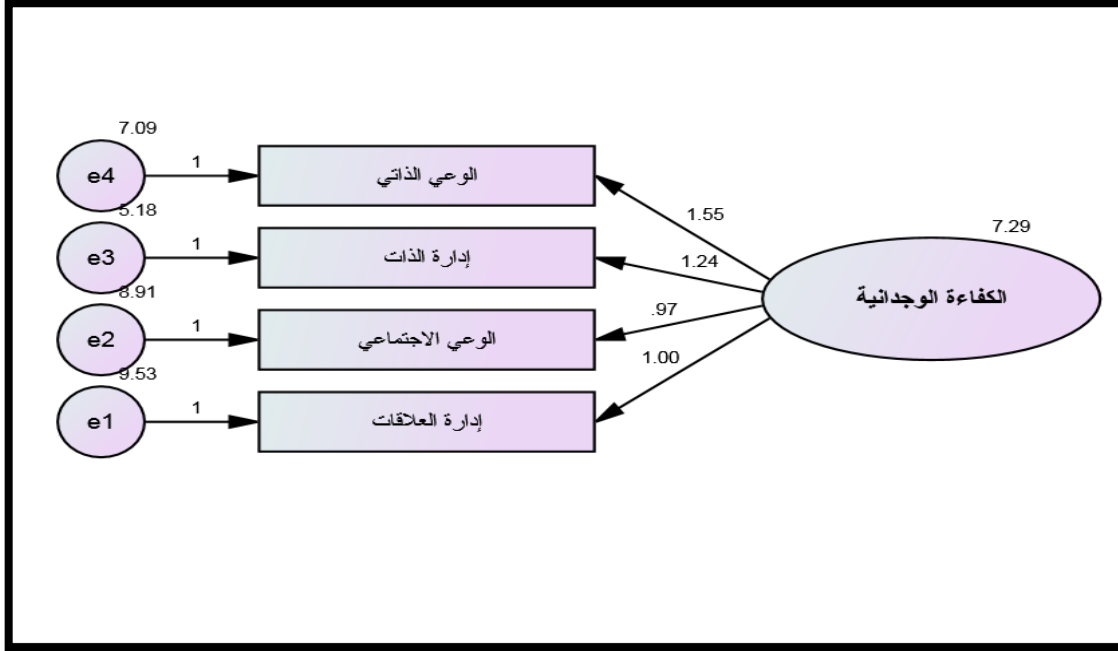 7.09
e4
1
الوعي الذاتي
1.55
5.18
e3
1
إدارة الذات
1.24
7.29
الكفاءة الوجدانية
8.91
e2
1
الوعي الاجتماعي
.97
9.53
e1
1
إدارة العلاقات
1.00